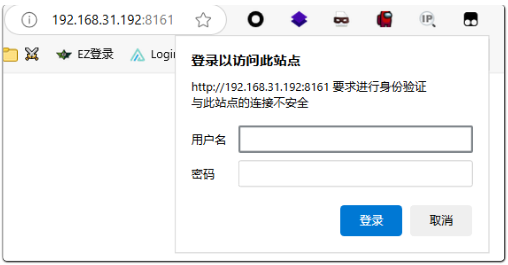 192.168.31.192:8161
IP
EZ登录
Logi
登录以访问此站点
http://192.168.31.192:8161 要求进行身份验证
与此站点的连接不安全
用户名
密码
登录
取消